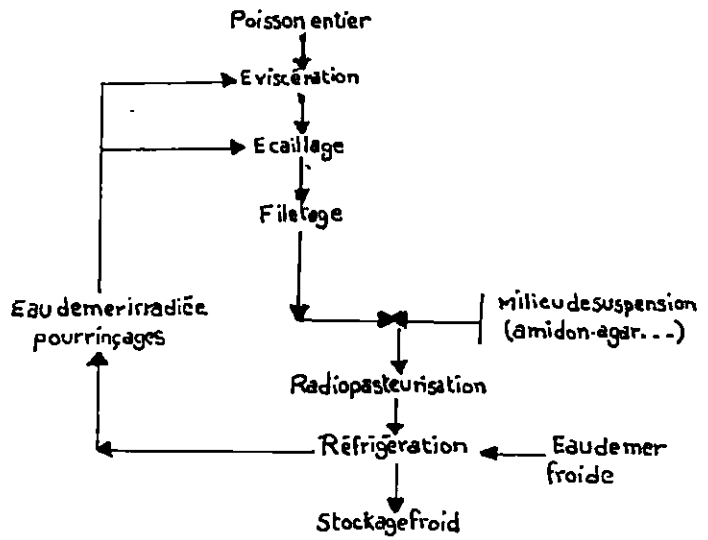 Poisson entier
Eviscération
Ecaillage
Filetage
Eau de mer irradiée
pour rinçages
Milieu de suspension
(amidon-agar...)
Radiopasteurisation
Réfrigération
Eau de mer
froide
Stockage froid